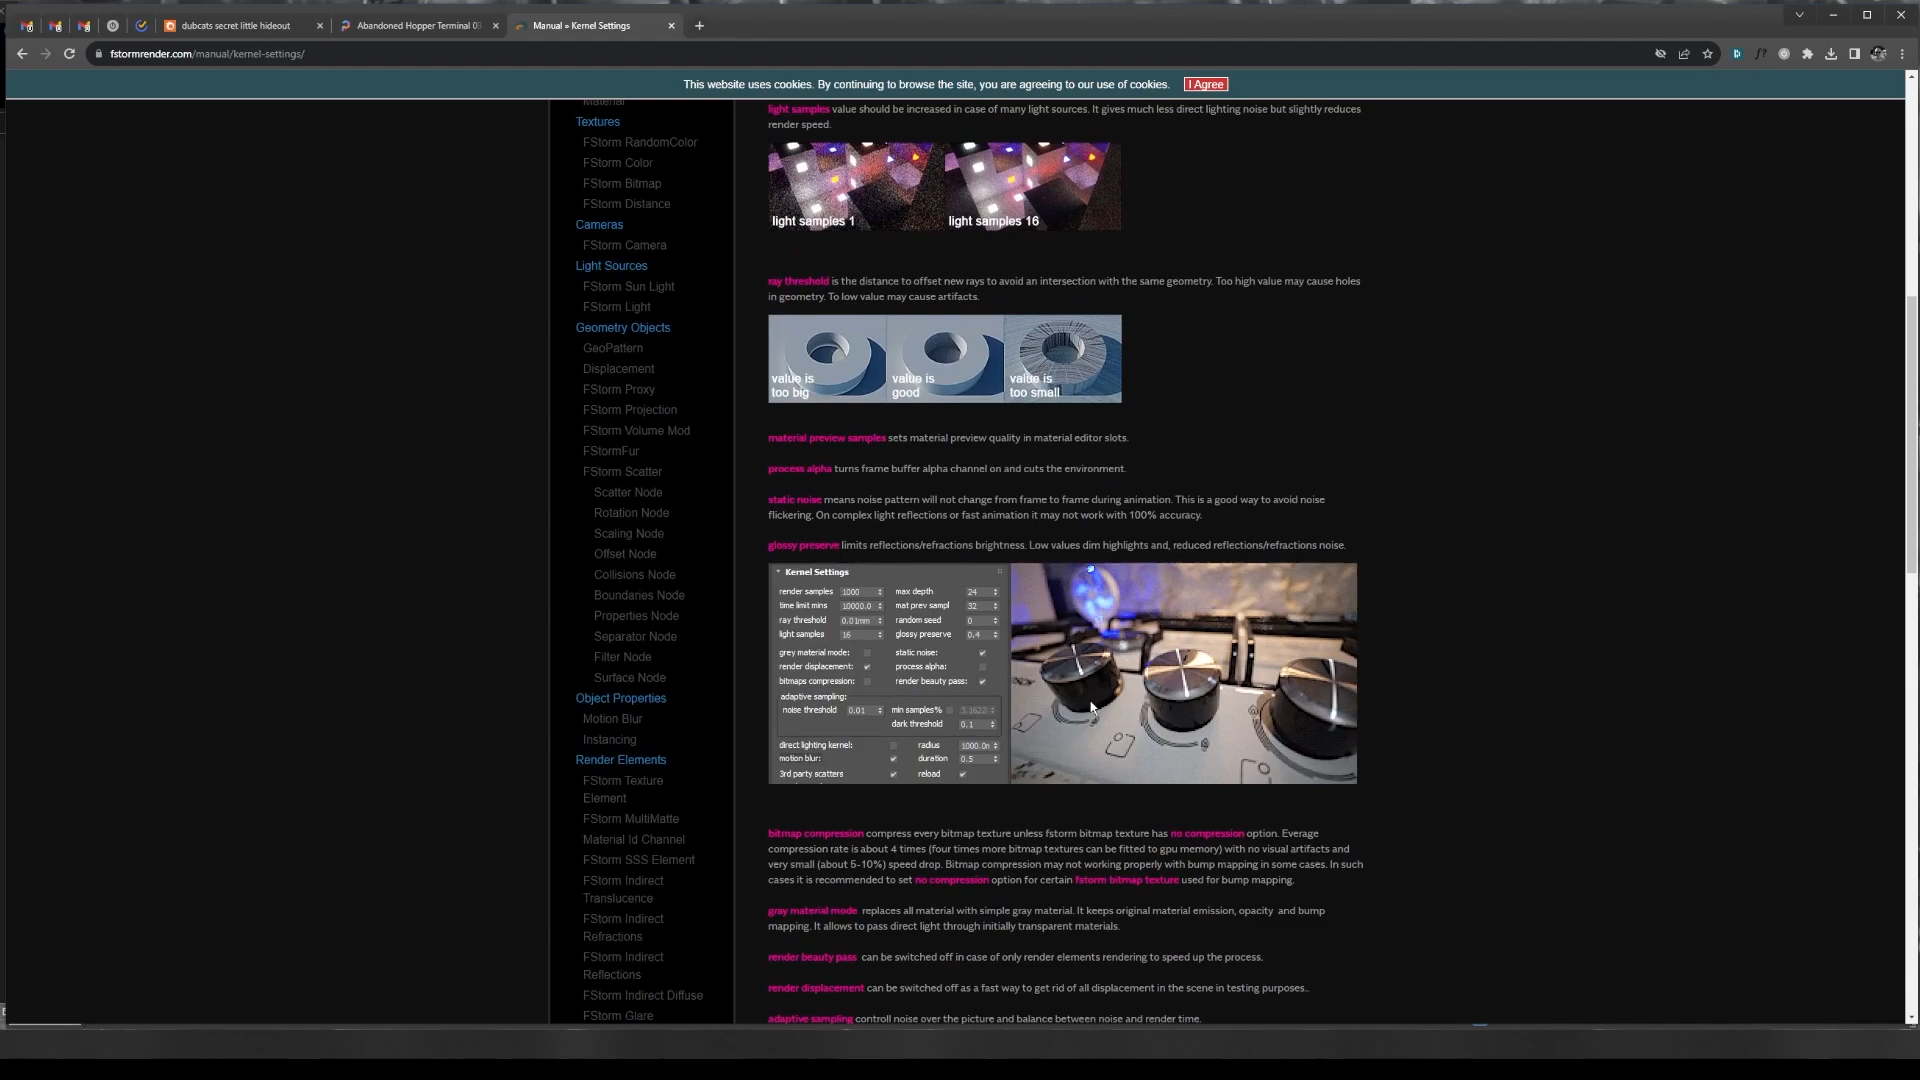 dubcats secret little hideout
Abandoned Hopper Terminal 03
Manual » Kernel Settings
fstormrender.com/manual/kernel-settings/
This website uses cookies. By continuing to browse the site, you are agreeing to our use of cookies.
I Agree
Material
Textures
FStorm RandomColor
FStorm Color
FStorm Bitmap
FStorm Distance
Cameras
FStorm Camera
Light Sources
FStorm Sun Light
FStorm Light
Geometry Objects
GeoPattern
Displacement
FStorm Proxy
FStorm Projection
FStorm Volume Mod
FStormFur
FStorm Scatter
Scatter Node
Rotation Node
Scaling Node
Offset Node
Collisions Node
Boundaries Node
Properties Node
Separator Node
Filter Node
Surface Node
Object Properties
Motion Blur
Instancing
Render Elements
FStorm Texture
Element
FStorm MultiMatte
Material Id Channel
FStorm SSS Element
FStorm Indirect
Translucence
FStorm Indirect
Refractions
FStorm Indirect
Reflections
FStorm Indirect Diffuse
FStorm Glare
light samples value should be increased in case of many light sources. It gives much less direct lighting noise but slightly reduces
render speed.
light samples 1
light samples 16
ray threshold is the distance to offset new rays to avoid an intersection with the same geometry. Too high value may cause holes
in geometry. To low value may cause artifacts.
value is
too big
value is
good
value is
too small
material preview samples sets material preview quality in material editor slots.
process alpha turns frame buffer alpha channel on and cuts the environment.
static noise means noise pattern will not change from frame to frame during animation. This is a good way to avoid noise
flickering. On complex light reflections or fast animation it may not work with 100% accuracy.
glossy preserve limits reflections/refractions brightness. Low values dim highlights and, reduced reflections/refractions noise.
Kernel Settings
render samples 1000 max depth 24
time limit mins 10000.0 mat prev sampl 32
ray threshold 0.01mm random seed 0
light samples 16 glossy preserve 0.4
grey material mode: static noise:
render displacement: process alpha:
bitmaps compression: render beauty pass:
adaptive sampling:
noise threshold 0.01 min samples% 3.1622
dark threshold 0.1
direct lighting kernel: radius 1000.0
motion blur: duration 0.5
3rd party scatters reload
bitmap compression compress every bitmap texture unless fstorm bitmap texture has no compression option. Everage
compression rate is about 4 times (four times more bitmap textures can be fitted to gpu memory) with no visual artifacts and
very small (about 5-10%) speed drop. Bitmap compression may not working properly with bump mapping in some cases. In such
cases it is recommended to set no compression option for certain fstorm bitmap texture used for bump mapping.
gray material mode replaces all material with simple gray material. It keeps original material emission, opacity and bump
mapping. It allows to pass direct light through initially transparent materials.
render beauty pass can be switched off in case of only render elements rendering to speed up the process.
render displacement can be switched off as a fast way to get rid of all displacement in the scene in testing purposes..
adaptive sampling controll noise over the picture and balance between noise and render time.